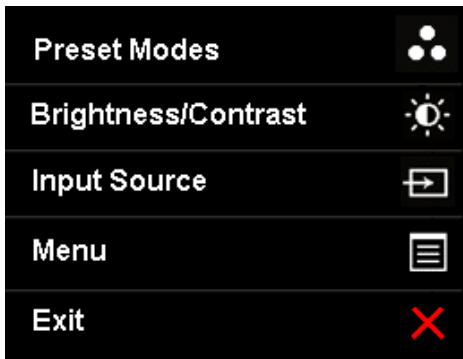 Preset Modes
Brightness/Contrast
Input Source
Menu
Exit